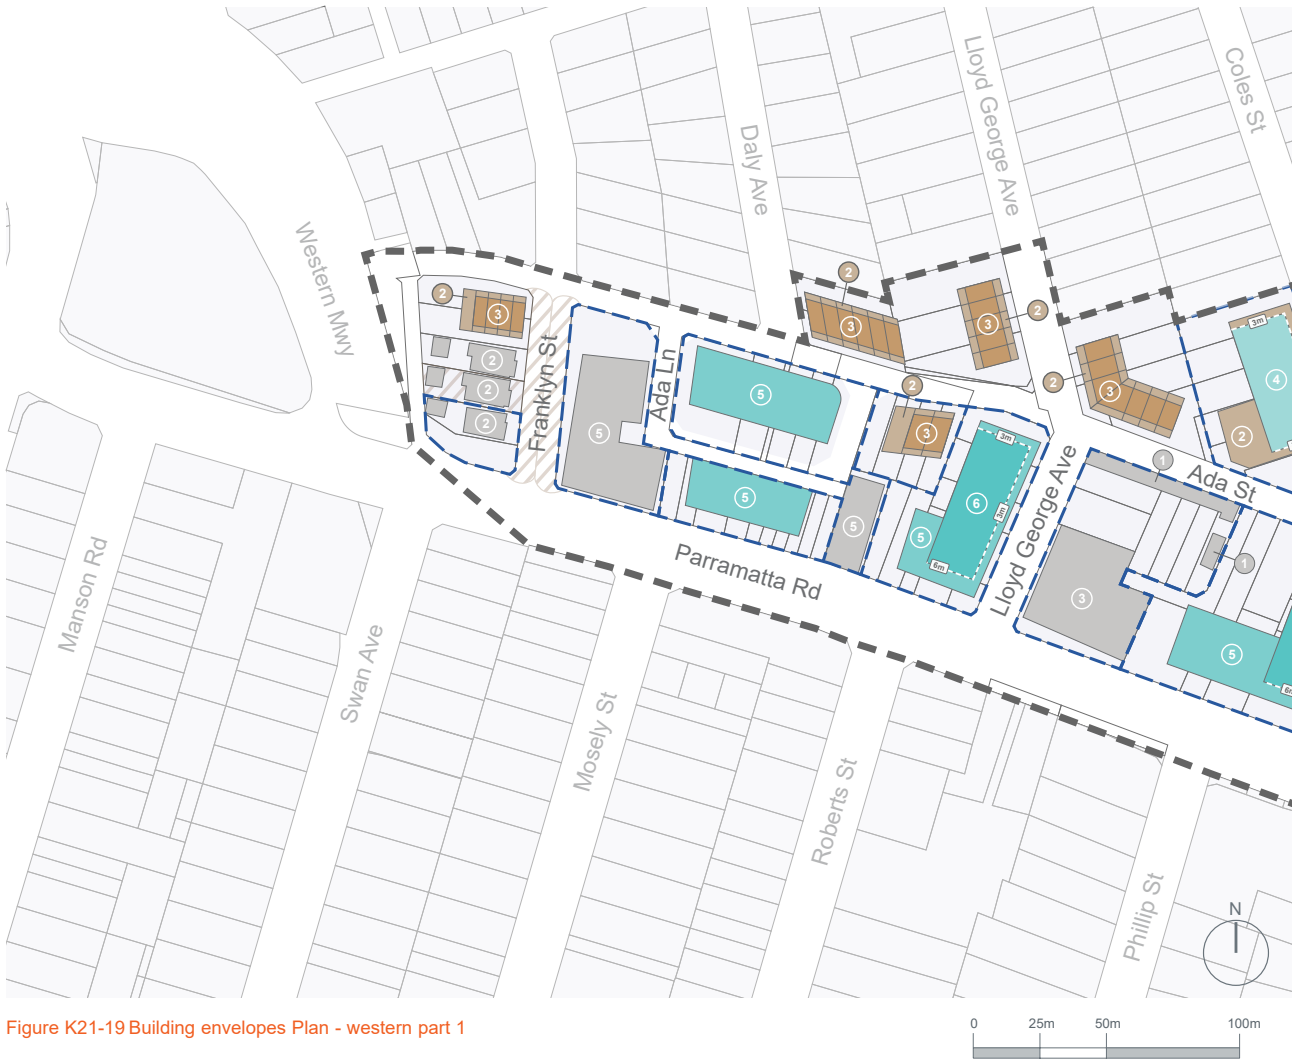 Lloyd George Ave
Coles St
Daly Ave
Western Mwy
2
2
3
2
3
3
2
3
3m
4
2
2
3
2
2
2
Franklyn St
5
Ada Ln
5
2
3
3m
6
3m
5
6m
5
5
Lloyd George Ave
1
Ada St
1
3
5
6m
Parramatta Rd
Manson Rd
Swan Ave
Mosely St
Roberts St
Phillip St
N
Figure K21-19 Building envelopes Plan - western part 1
0 25m 50m 100m